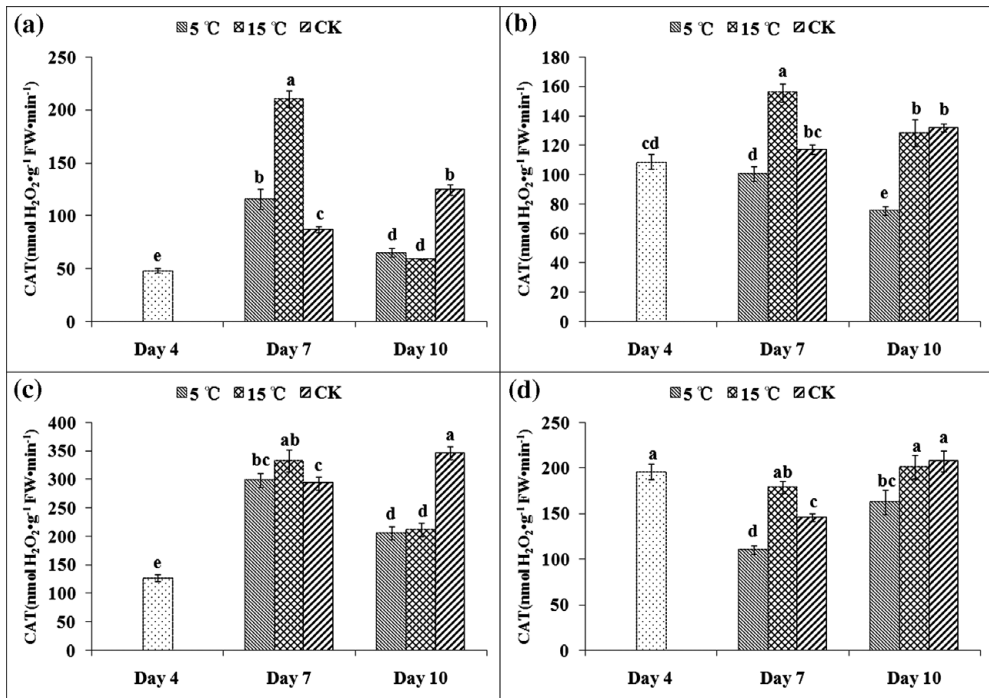 (a)
5 ℃ 15 ℃ CK
CAT(nmol H₂O₂•g⁻¹ FW•min⁻¹)
250
200
150
100
50
0
e
b
a
c
d
d
b
Day 4 Day 7 Day 10
(b)
5 ℃ 15 ℃ CK
CAT(nmol H₂O₂•g⁻¹ FW•min⁻¹)
180
160
140
120
100
80
60
40
20
0
cd
d
a
bc
e
b
b
Day 4 Day 7 Day 10
(c)
5 ℃ 15 ℃ CK
CAT(nmol H₂O₂•g⁻¹ FW•min⁻¹)
400
350
300
250
200
150
100
50
0
e
bc
ab
c
d
d
a
Day 4 Day 7 Day 10
(d)
5 ℃ 15 ℃ CK
CAT(nmol H₂O₂•g⁻¹ FW•min⁻¹)
250
200
150
100
50
0
a
d
ab
c
bc
a
a
Day 4 Day 7 Day 10